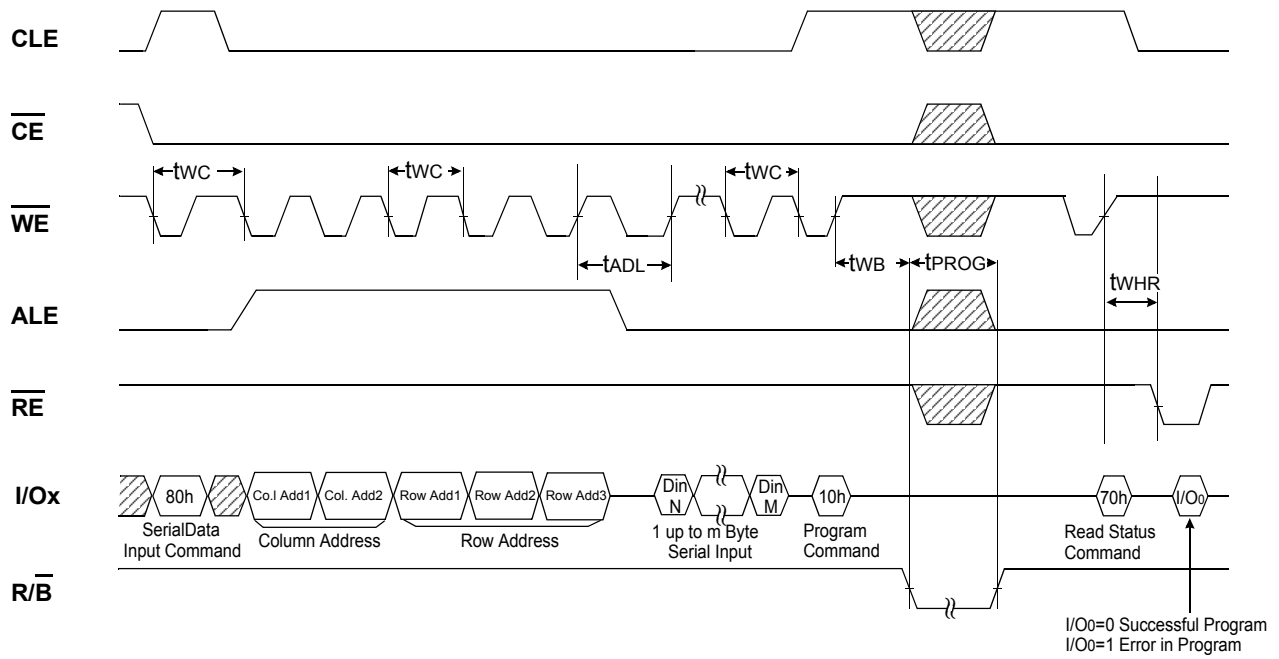 CLE
CE
tWC tWC tWC
WE
tADL tWB tPROG tWHR
ALE
RE
I/Ox 80h Co.l Add1 Col. Add2 Row Add1 Row Add2 Row Add3 Din N Din M 10h 70h I/O0
SerialData Input Command
Column Address
Row Address
1 up to m Byte Serial Input
Program Command
Read Status Command
R/B
I/O0=0 Successful Program
I/O0=1 Error in Program